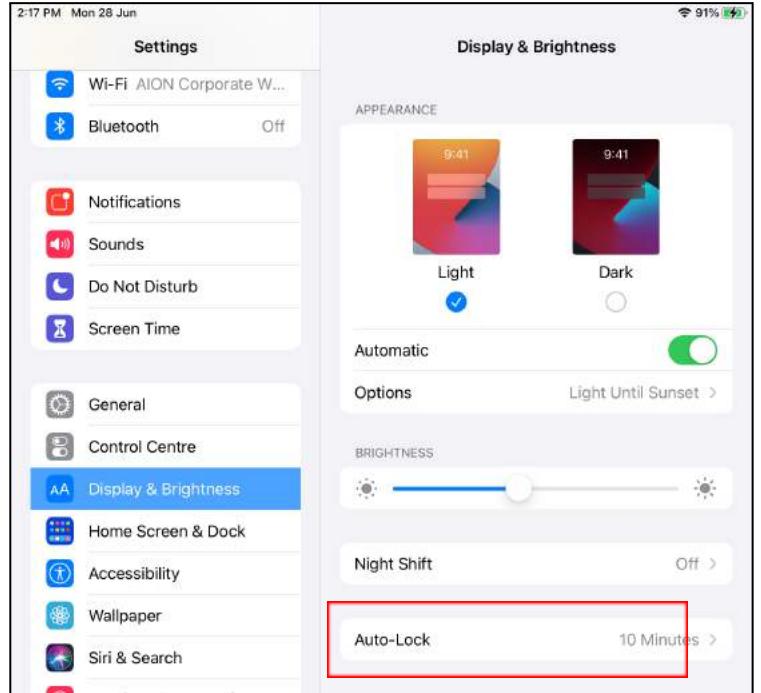 2:17 PM Mon 28 Jun
91%
Settings
Wi-Fi AION Corporate W...
Bluetooth Off
Notifications
Sounds
Do Not Disturb
Screen Time
General
Control Centre
AA Display & Brightness
Home Screen & Dock
Accessibility
Wallpaper
Siri & Search
Display & Brightness
APPEARANCE
9:41 9:41
Light Dark
Automatic
Options Light Until Sunset >
BRIGHTNESS
Night Shift Off >
Auto-Lock 10 Minutes >